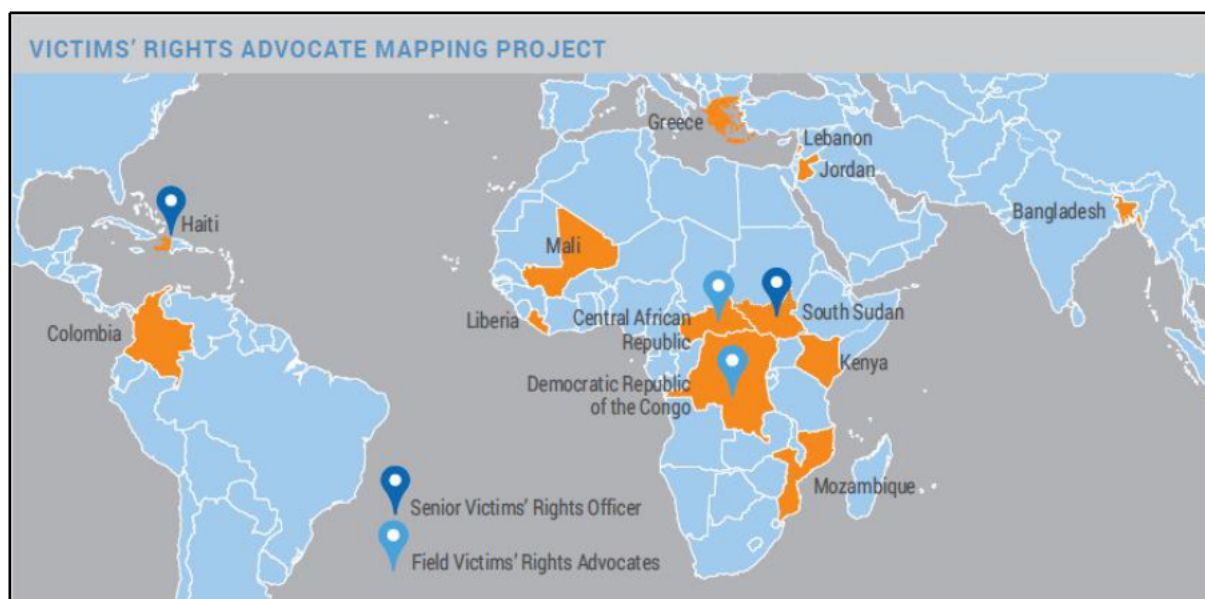 VICTIMS' RIGHTS ADVOCATE MAPPING PROJECT
Greece
Lebanon
Jordan
Haiti
Bangladesh
Mali
Colombia
Liberia
Central African
Republic
South Sudan
Kenya
Democratic Republic
of the Congo
Mozambique
Senior Victims' Rights Officer
Field Victims' Rights Advocates